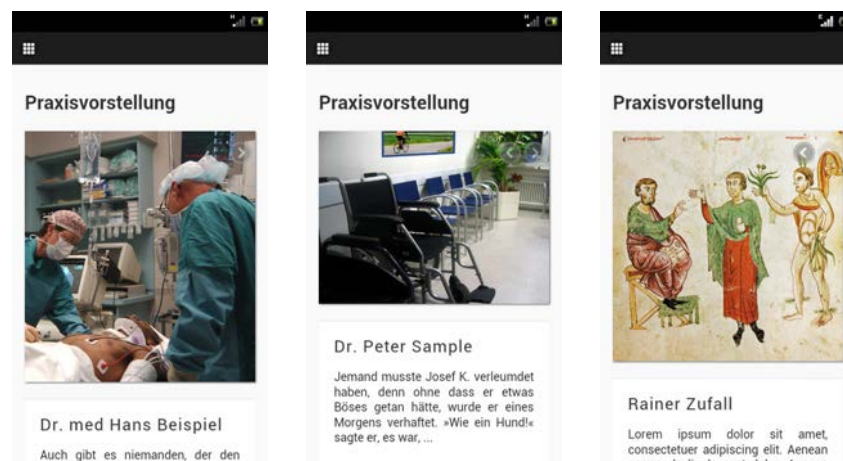 Praxisvorstellung
Dr. med Hans Beispiel
Auch gibt es niemanden, der den
Praxisvorstellung
Dr. Peter Sample
Jemand musste Josef K. verleumdet
haben, denn ohne dass er etwas
Böses getan hätte, wurde er eines
Morgens verhaftet. »Wie ein Hund!«
sagte er, es war, ...
Praxisvorstellung
Rainer Zufall
Lorem ipsum dolor sit amet,
consectetuer adipiscing elit. Aenean